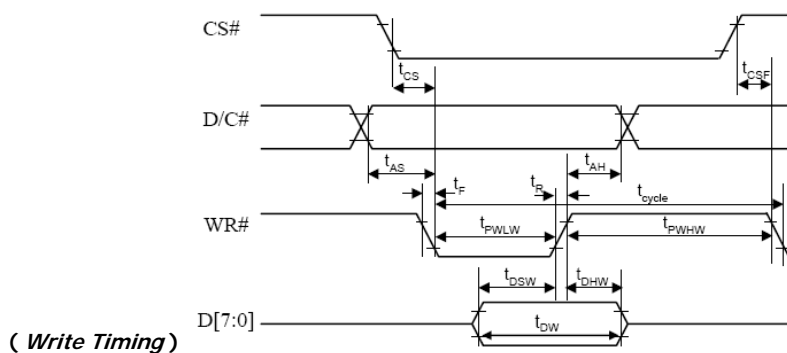 CS#
tCS
tCSF
D/C#
tAS
tF
tR
tAH
tcycle
WR#
tPWLW
tPWHW
tDSW
tDHW
D[7:0]
tDW
( Write Timing )